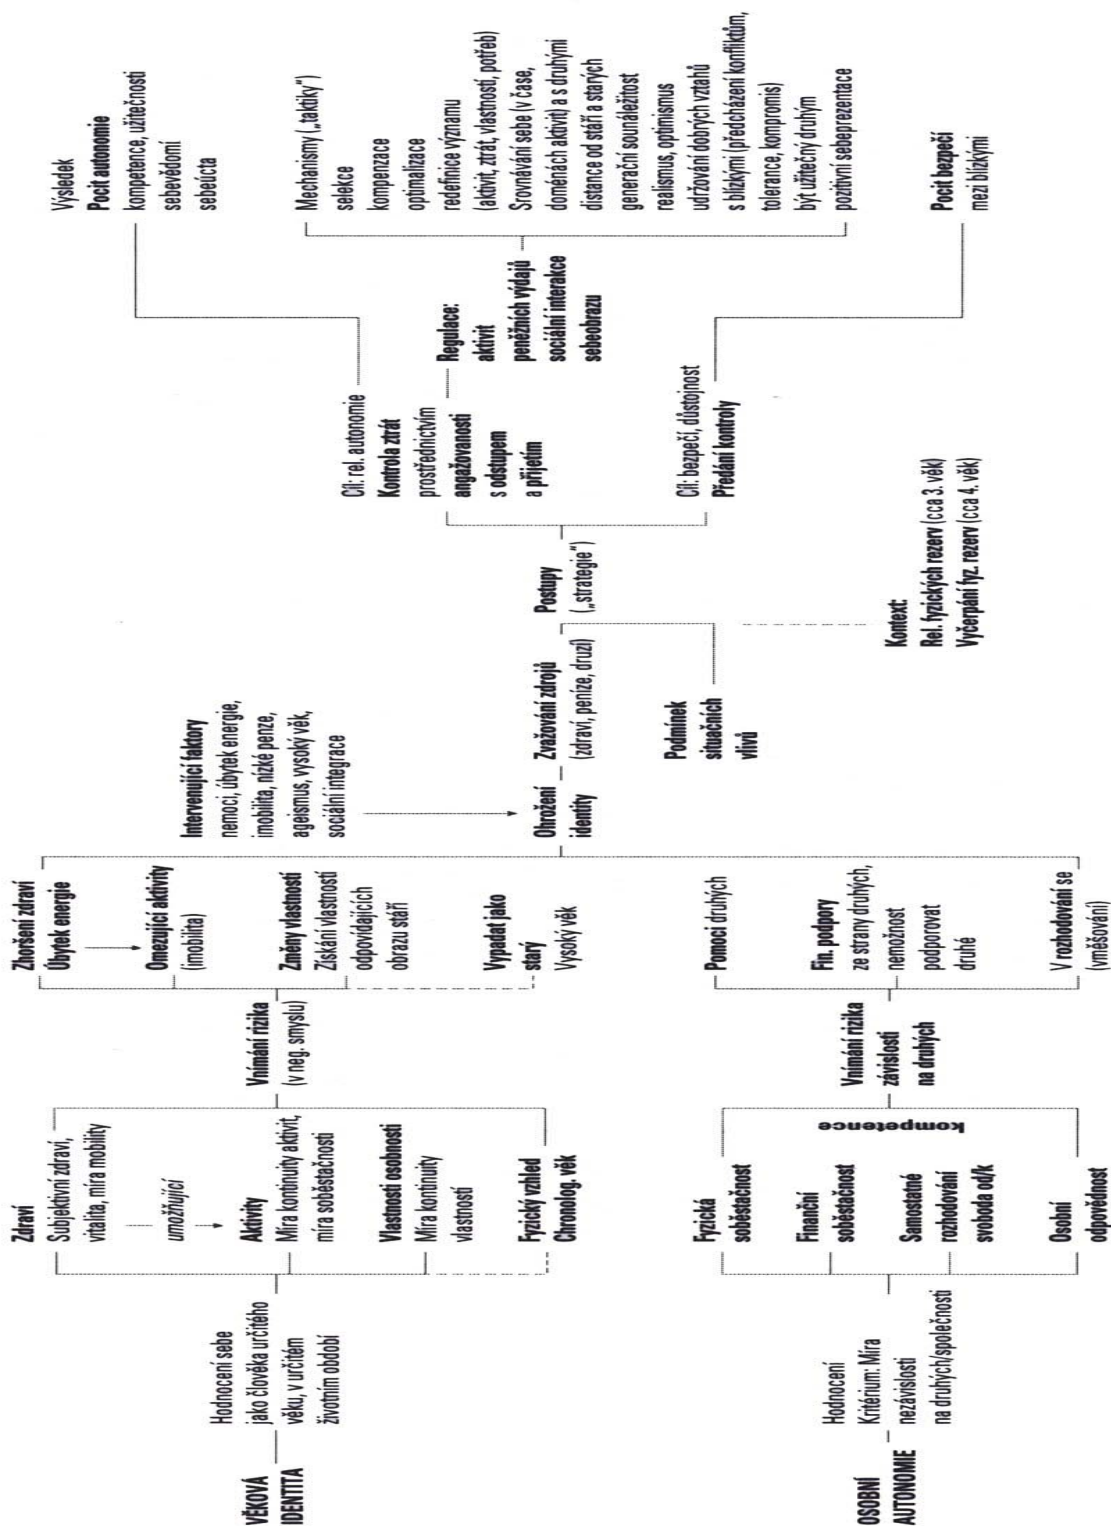 VĚKOVÁ
IDENTITA
Hodnocení sebe
jako člověka určitého
věku, v určitém
životním období
Zdraví
Subjektivní zdraví,
vitalita, míra mobility
umožňující
Aktivity
Míra kontinuity aktivit,
míra soběstačnosti
Vlastnosti osobnosti
Míra kontinuity
vlastností
Fyzický vzhled
Chronolog. věk
Vnímání rizika
(v neg. smyslu)
Zhoršení zdraví
Úbytek energie
Omezující aktivity
(imobilita)
Změny vlastností
Získání vlastností
odpovídajících
obrazu stáří
Vypadat jako
starý
Vysoký věk
OSOBNÍ
AUTONOMIE
Hodnocení
Kritérium: Míra
nezávislosti
na druhých/společnosti
Fyzická
soběstačnost
Finanční
soběstačnost
Samostatné
rozhodování
svoboda od/k
Osobní
odpovědnost
kompetence
Vnímání rizika
závislosti
na druhých
Pomoci druhých
Fin. podpory
ze strany druhých,
nemožnost
podporovat
druhé
V rozhodování se
(vměšování)
Intervenující faktory
nemoci, úbytek energie,
imobilita, nízké penze,
ageismus, vysoký věk,
sociální integrace
Ohrožení
identity
Zvažování zdrojů
(zdraví, peníze, druzí)
Podmínek
situačních
vlivů
Postupy
(„strategie“)
Kontext:
Rel. fyzických rezerv (cca 3. věk)
Vyčerpání fyz. rezerv (cca 4. věk)
Cíl: rel. autonomie
Kontrola ztrát
prostřednictvím
angažovanosti
s odstupem
a přijetím
Cíl: bezpečí, důstojnost
Předání kontroly
Regulace:
aktivit
peněžních výdajů
sociální interakce
sebeobrazu
Výsledek
Pocit autonomie
kompetence, užitečnosti
sebevědomí
sebeúcta
Mechanismy („taktiky“)
selekce
kompenzace
optimalizace
redefinice významu
(aktivit, ztrát, vlastností, potřeb)
Srovnávání sebe (v čase,
doménách aktivit) a s druhými
distance od stáří a starých
generační sounáležitost
realismus, optimismus
udržování dobrých vztahů
s blízkými (předcházení konfliktům,
tolerance, kompromis)
být užitečný druhým
pozitivní sebeprezentace
Pocit bezpečí
mezi blízkými